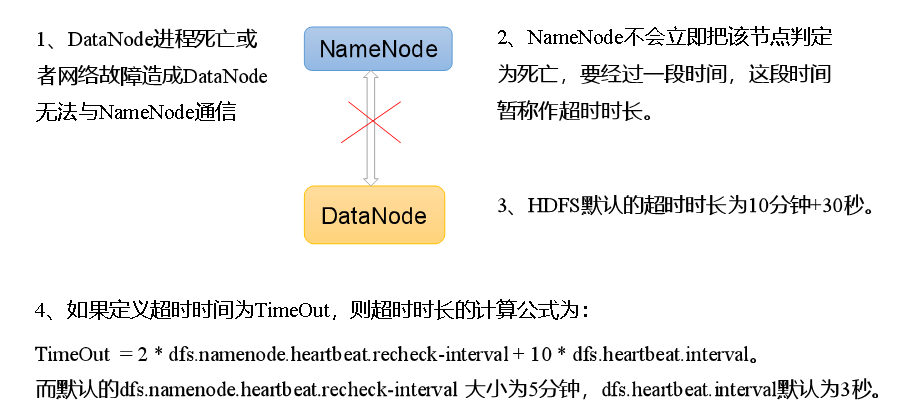 1、DataNode进程死亡或
者网络故障造成DataNode
无法与NameNode通信
NameNode
DataNode
2、NameNode不会立即把该节点判定
为死亡，要经过一段时间，这段时间
暂称作超时时长。
3、HDFS默认的超时时长为10分钟+30秒。
4、如果定义超时时间为TimeOut，则超时时长的计算公式为：
TimeOut = 2 * dfs.namenode.heartbeat.recheck-interval + 10 * dfs.heartbeat.interval。
而默认的dfs.namenode.heartbeat.recheck-interval 大小为5分钟，dfs.heartbeat.interval默认为3秒。